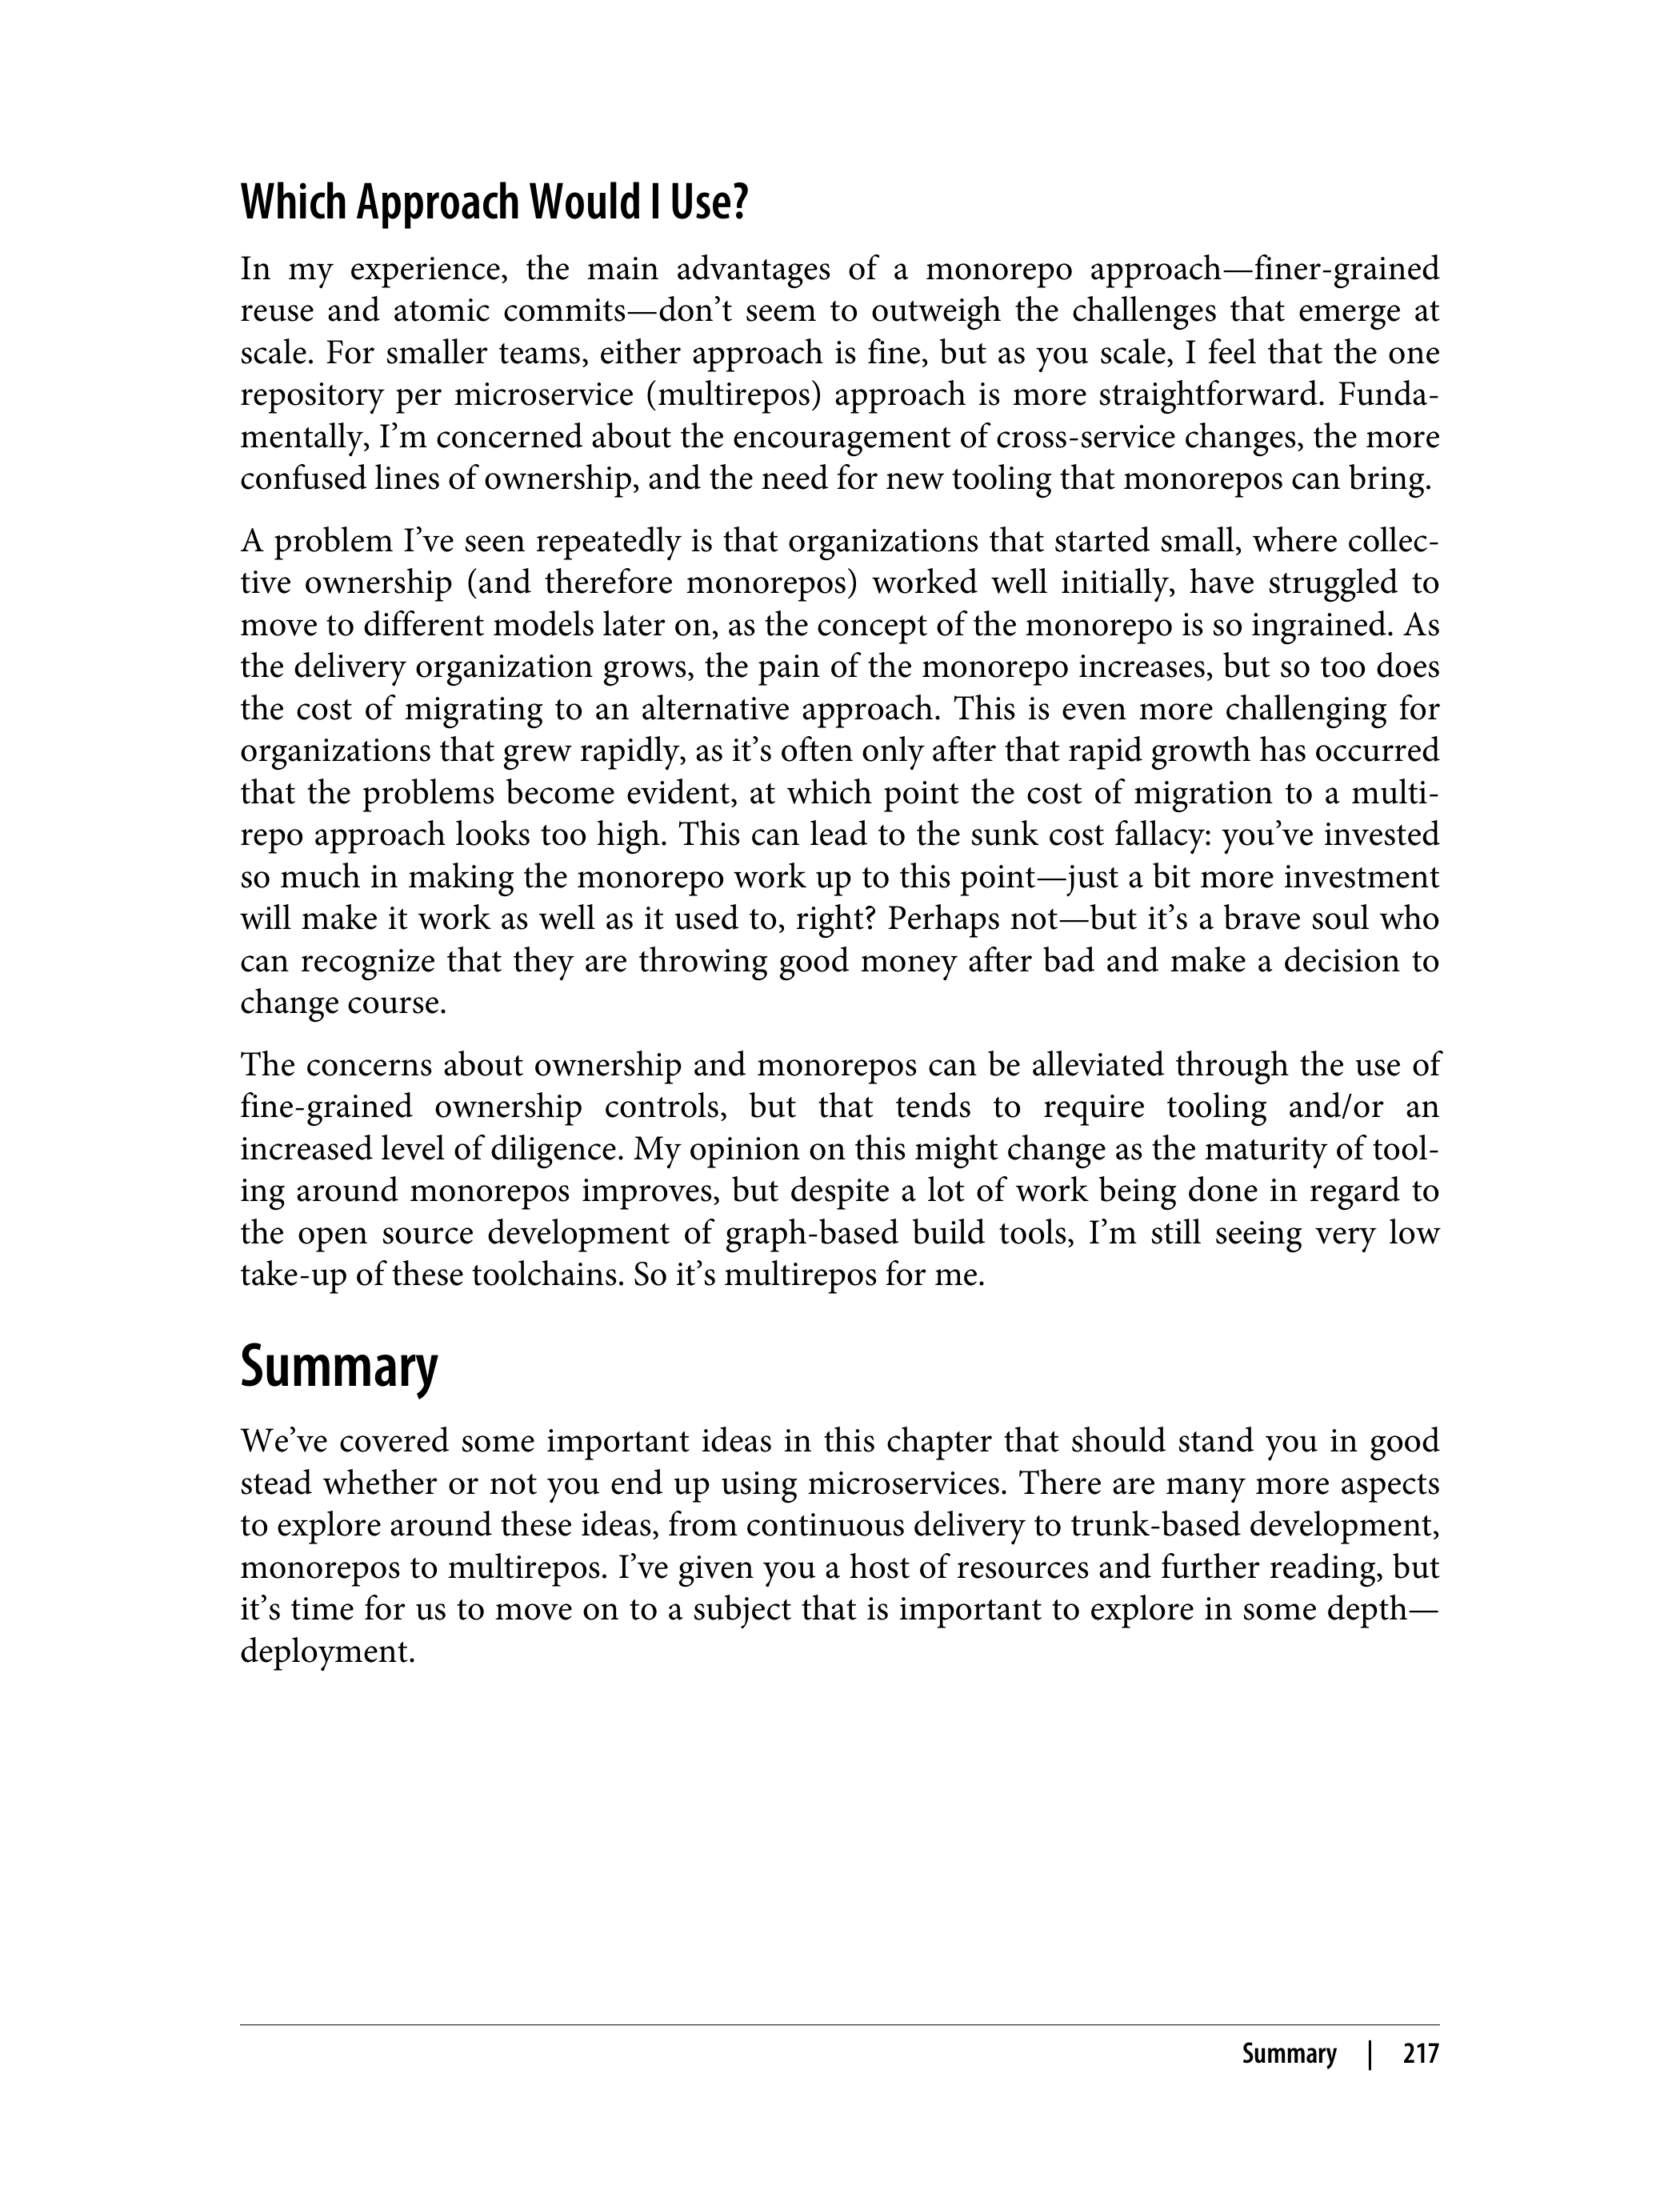 Which Approach Would I Use?
In my experience, the main advantages of a monorepo approach—finer-grained
reuse and atomic commits—don’t seem to outweigh the challenges that emerge at
scale. For smaller teams, either approach is fine, but as you scale, I feel that the one
repository per microservice (multirepos) approach is more straightforward. Funda-
mentally, I’m concerned about the encouragement of cross-service changes, the more
confused lines of ownership, and the need for new tooling that monorepos can bring.
A problem I’ve seen repeatedly is that organizations that started small, where collec-
tive ownership (and therefore monorepos) worked well initially, have struggled to
move to different models later on, as the concept of the monorepo is so ingrained. As
the delivery organization grows, the pain of the monorepo increases, but so too does
the cost of migrating to an alternative approach. This is even more challenging for
organizations that grew rapidly, as it’s often only after that rapid growth has occurred
that the problems become evident, at which point the cost of migration to a multi-
repo approach looks too high. This can lead to the sunk cost fallacy: you’ve invested
so much in making the monorepo work up to this point—just a bit more investment
will make it work as well as it used to, right? Perhaps not—but it’s a brave soul who
can recognize that they are throwing good money after bad and make a decision to
change course.
The concerns about ownership and monorepos can be alleviated through the use of
fine-grained ownership controls, but that tends to require tooling and/or an
increased level of diligence. My opinion on this might change as the maturity of tool-
ing around monorepos improves, but despite a lot of work being done in regard to
the open source development of graph-based build tools, I’m still seeing very low
take-up of these toolchains. So it’s multirepos for me.
Summary
We’ve covered some important ideas in this chapter that should stand you in good
stead whether or not you end up using microservices. There are many more aspects
to explore around these ideas, from continuous delivery to trunk-based development,
monorepos to multirepos. I’ve given you a host of resources and further reading, but
it’s time for us to move on to a subject that is important to explore in some depth—
deployment.
Summary | 217